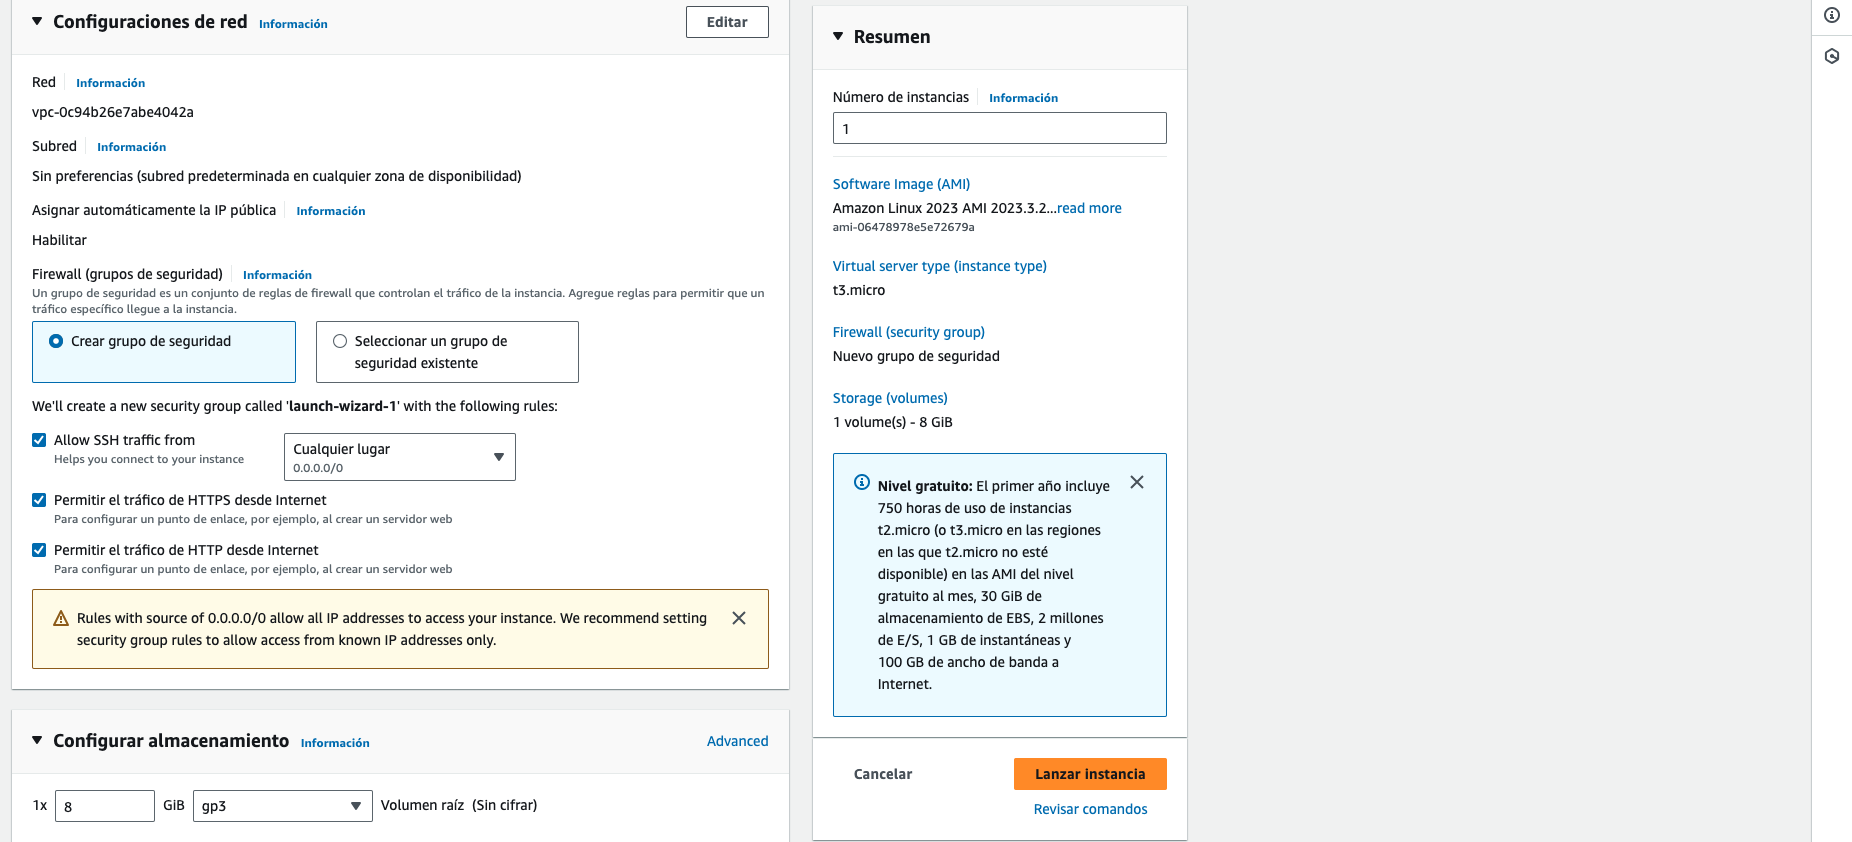 Configuraciones de red Información
Editar
Red Información
vpc-0c94b26e7abe4042a
Subred Información
Sin preferencias (subred predeterminada en cualquier zona de disponibilidad)
Asignar automáticamente la IP pública Información
Habilitar
Firewall (grupos de seguridad) Información
Un grupo de seguridad es un conjunto de reglas de firewall que controlan el tráfico de la instancia. Agregue reglas para permitir que un
tráfico específico llegue a la instancia.
Crear grupo de seguridad
Seleccionar un grupo de
seguridad existente
We'll create a new security group called 'launch-wizard-1' with the following rules:
Allow SSH traffic from
Helps you connect to your instance
Cualquier lugar
0.0.0.0/0
Permitir el tráfico de HTTPS desde Internet
Para configurar un punto de enlace, por ejemplo, al crear un servidor web
Permitir el tráfico de HTTP desde Internet
Para configurar un punto de enlace, por ejemplo, al crear un servidor web
Rules with source of 0.0.0.0/0 allow all IP addresses to access your instance. We recommend setting
security group rules to allow access from known IP addresses only.
Configurar almacenamiento Información
Advanced
1x 8 GiB gp3 Volumen raíz (Sin cifrar)
Resumen
Número de instancias Información
1
Software Image (AMI)
Amazon Linux 2023 AMI 2023.3.2...read more
ami-06478978e5e72679a
Virtual server type (instance type)
t3.micro
Firewall (security group)
Nuevo grupo de seguridad
Storage (volumes)
1 volume(s) - 8 GiB
Nivel gratuito: El primer año incluye
750 horas de uso de instancias
t2.micro (o t3.micro en las regiones
en las que t2.micro no esté
disponible) en las AMI del nivel
gratuito al mes, 30 GiB de
almacenamiento de EBS, 2 millones
de E/S, 1 GB de instantáneas y
100 GB de ancho de banda a
Internet.
Cancelar
Lanzar instancia
Revisar comandos